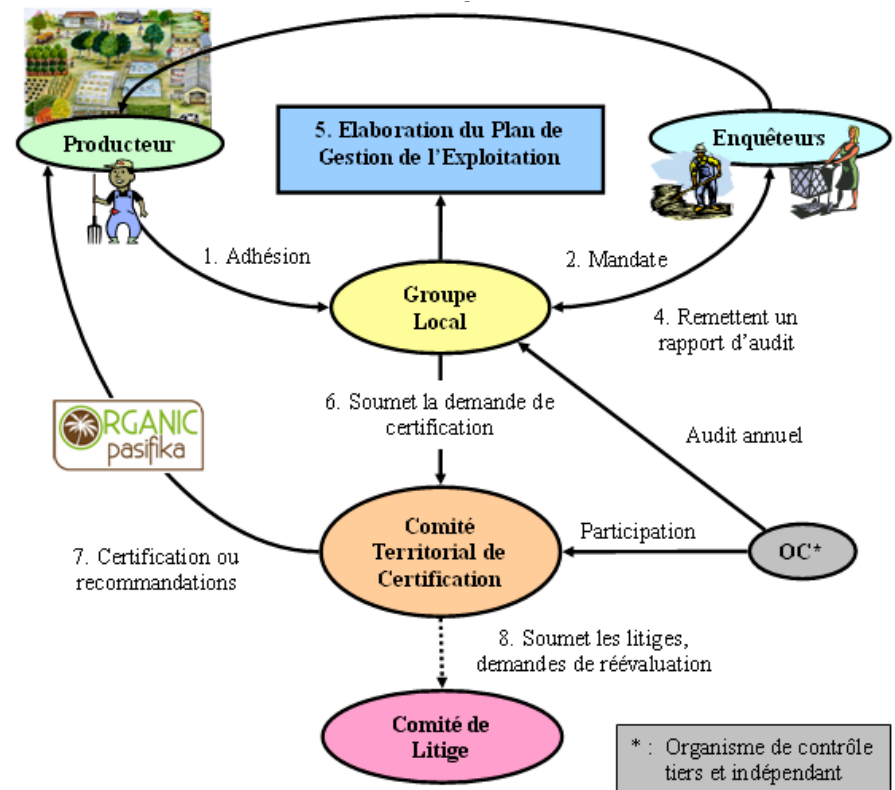 Producteur
5. Elaboration du Plan de
Gestion de l'Exploitation
Enquêteurs
1. Adhésion
2. Mandate
Groupe
Local
4. Remettent un
rapport d'audit
6. Soumet la demande de
certification
ORGANIC
pasifika
Audit annuel
Comité
Territorial de
Certification
Participation
OC*
7. Certification ou
recommandations
8. Soumet les litiges,
demandes de réévaluation
Comité de
Litige
* : Organisme de contrôle
tiers et indépendant